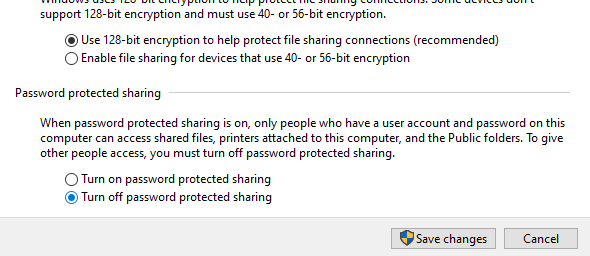 support 128-bit encryption and must use 40- or 56-bit encryption.
Use 128-bit encryption to help protect file sharing connections (recommended)
Enable file sharing for devices that use 40- or 56-bit encryption
Password protected sharing
When password protected sharing is on, only people who have a user account and password on this
computer can access shared files, printers attached to this computer, and the Public folders. To give
other people access, you must turn off password protected sharing.
Turn on password protected sharing
Turn off password protected sharing
Save changes Cancel